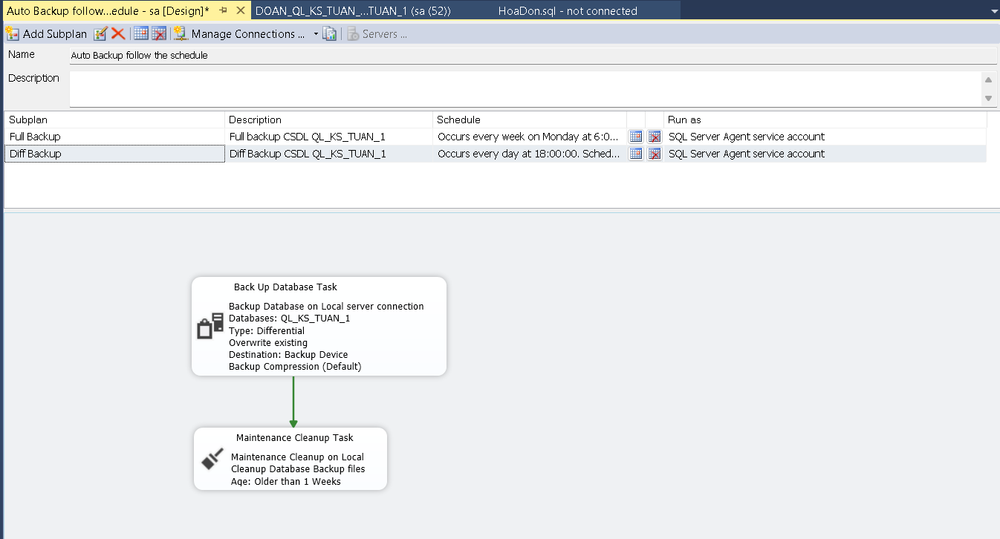 Auto Backup follow...edule - sa [Design]*
DOAN_QL_KS_TUAN_...TUAN_1 (sa (52))
HoaDon.sql - not connected
Add Subplan
Manage Connections ...
Servers ...
Name
Auto Backup follow the schedule
Description
Subplan Description Schedule Run as
Full Backup Full backup CSDL QL_KS_TUAN_1 Occurs every week on Monday at 6:0... SQL Server Agent service account
Diff Backup Diff Backup CSDL QL_KS_TUAN_1 Occurs every day at 18:00:00. Sched... SQL Server Agent service account
Back Up Database Task
Backup Database on Local server connection
Databases: QL_KS_TUAN_1
Type: Differential
Overwrite existing
Destination: Backup Device
Backup Compression (Default)
Maintenance Cleanup Task
Maintenance Cleanup on Local
Cleanup Database Backup files
Age: Older than 1 Weeks